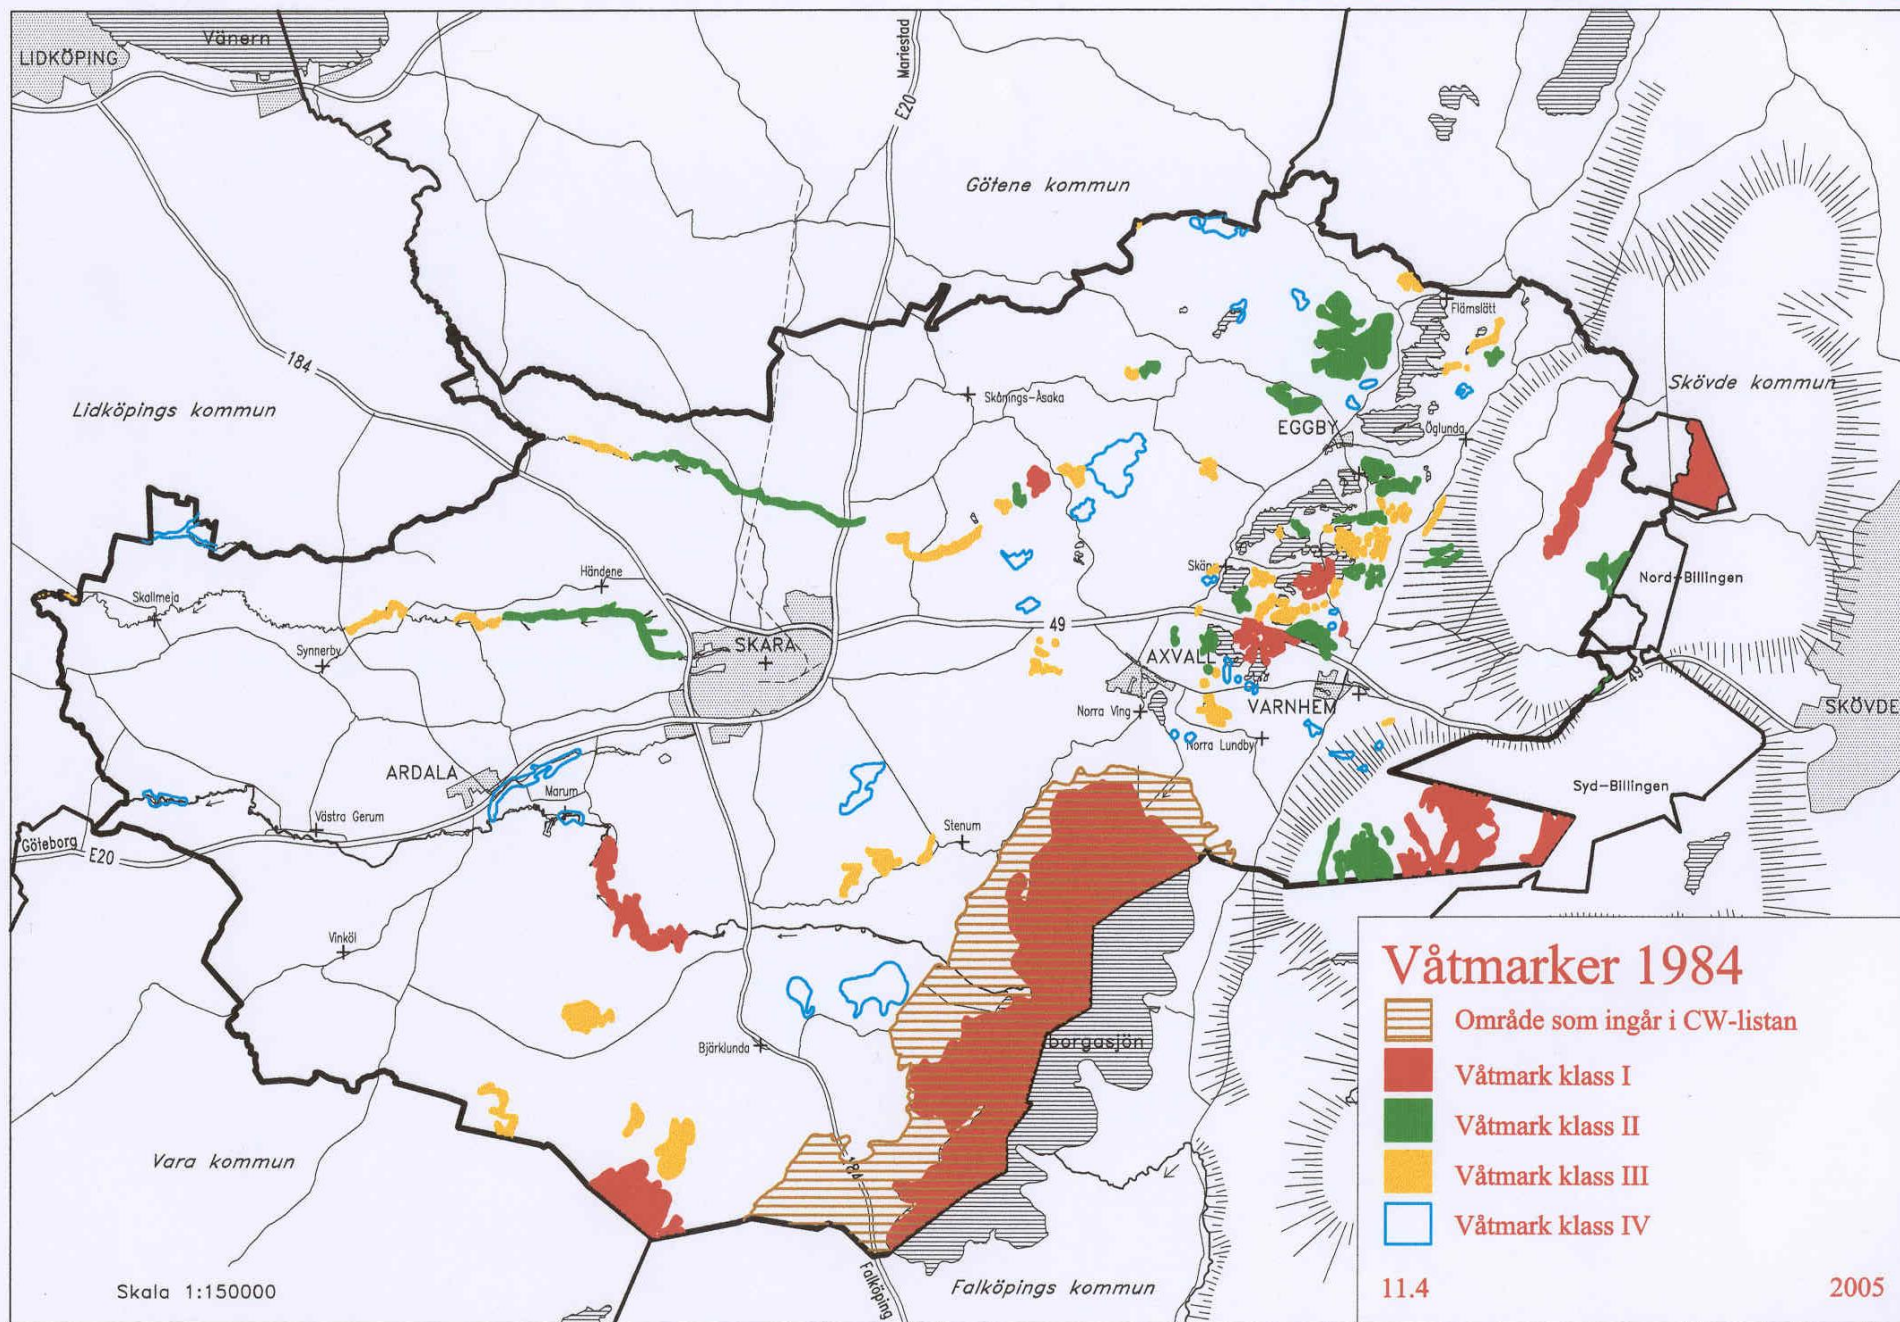 Vänern
LIDKÖPING
Mariestad
E20
Götene kommun
184
Lidköpings kommun
Skånings-Åsaka
Flämslätt
Skövde kommun
EGGBY
Öglunda
Skallmeja
Händene
Synnerby
SKARA
49
AXVALL
Norra Ving
VARNHEM
Norra Lundby
Nord-Billingen
49
SKÖVDE
Syd-Billingen
ARDALA
Marum
Västra Gerum
Göteborg
E20
Stenum
Vinköl
Bjärklunda
borgasjön
184
Vara kommun
Falköping
Falköpings kommun
Skala 1:150000
Våtmarker 1984
Område som ingår i CW-listan
Våtmark klass I
Våtmark klass II
Våtmark klass III
Våtmark klass IV
11.4
2005